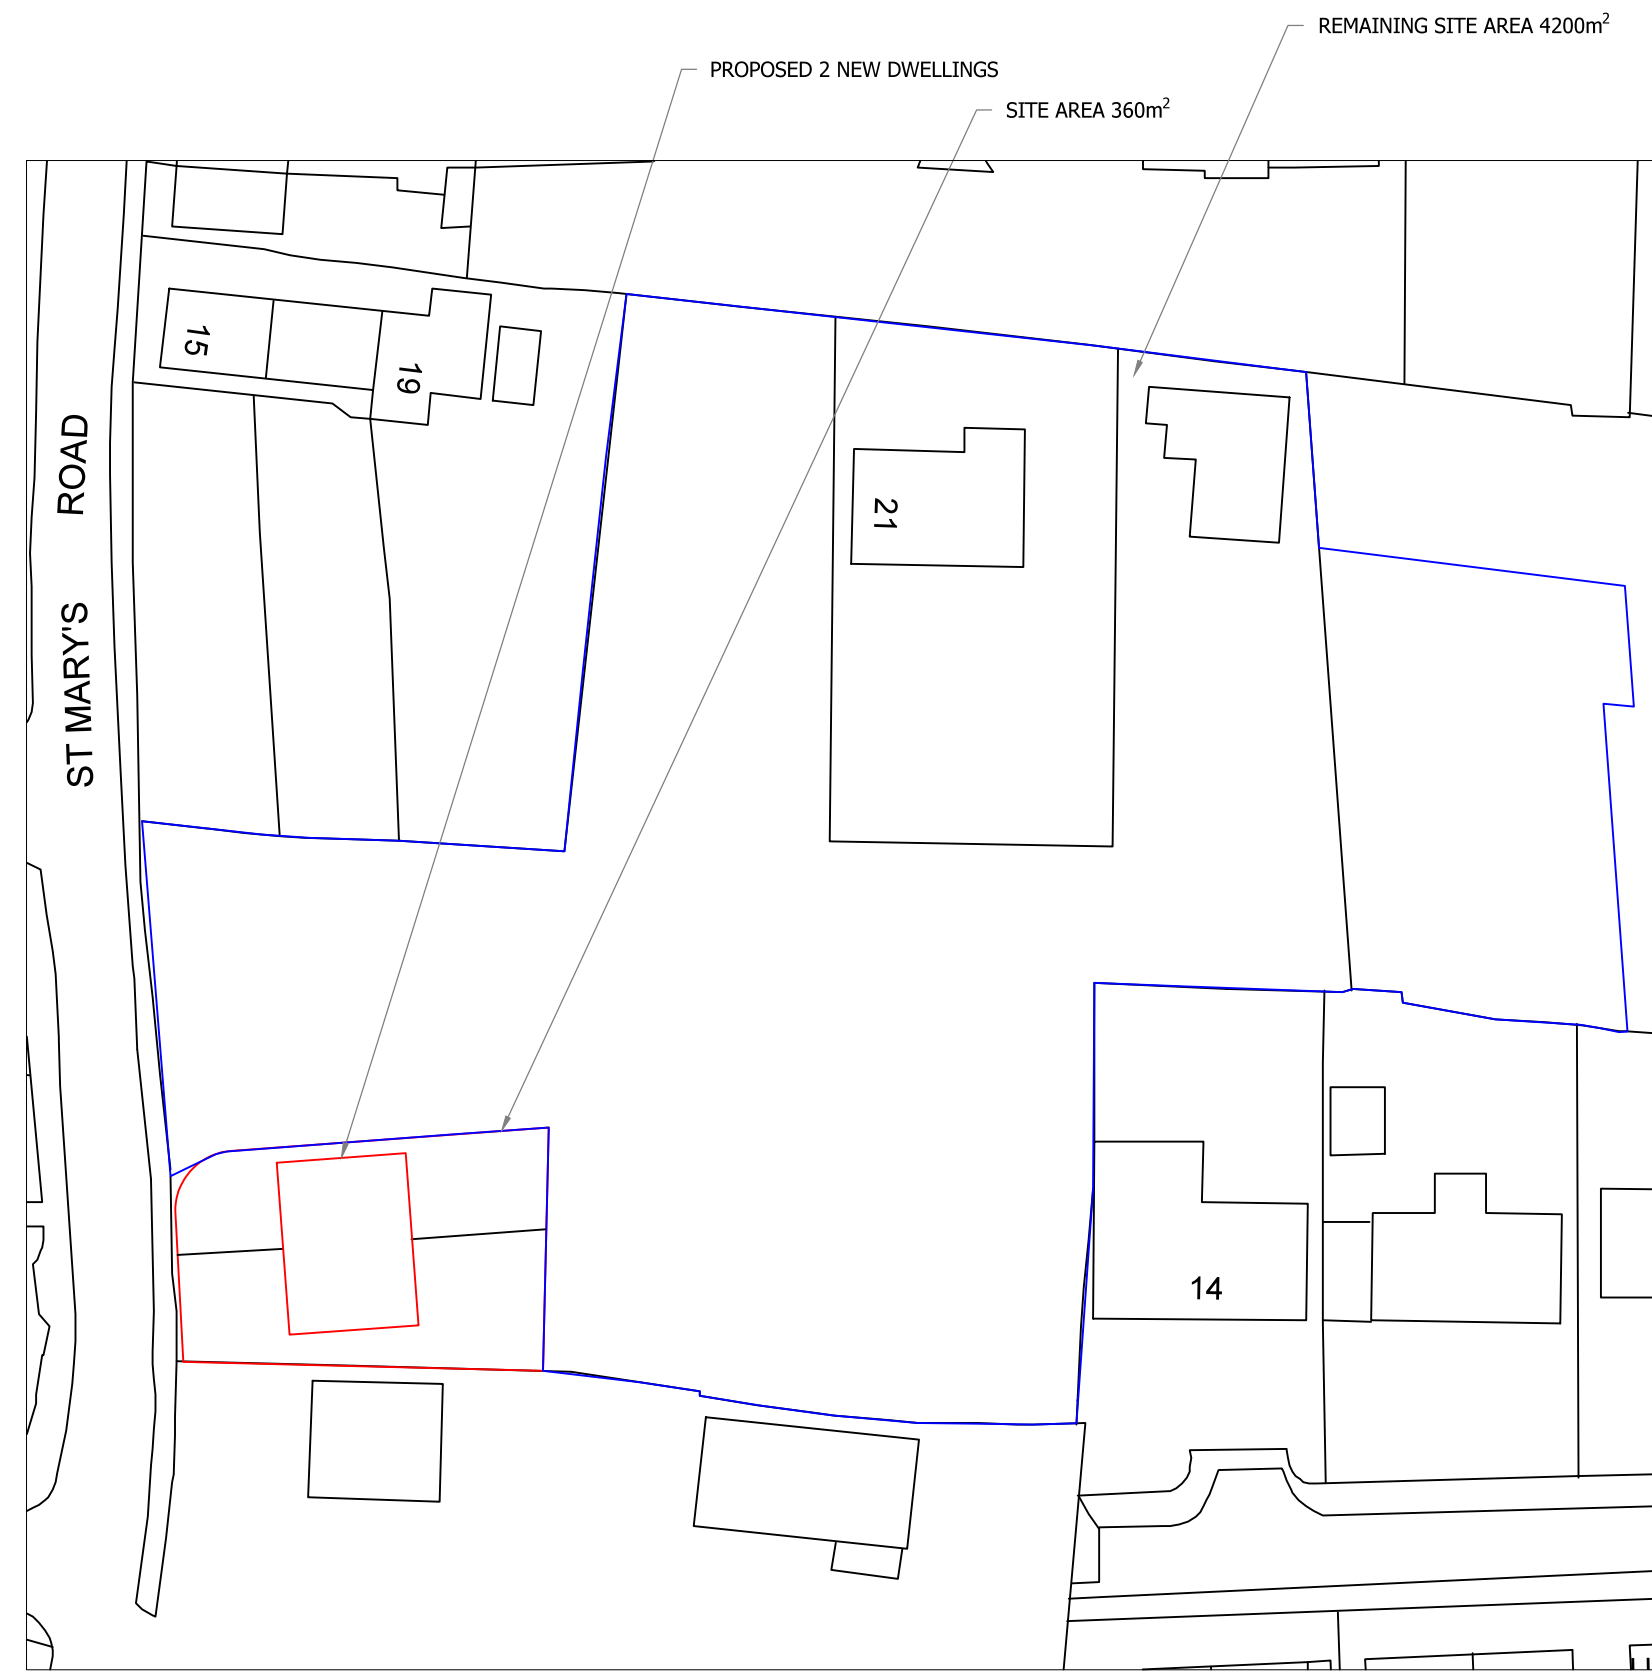 REMAINING SITE AREA 4200m²
PROPOSED 2 NEW DWELLINGS
SITE AREA 360m²
15
19
21
ST MARY'S ROAD
14